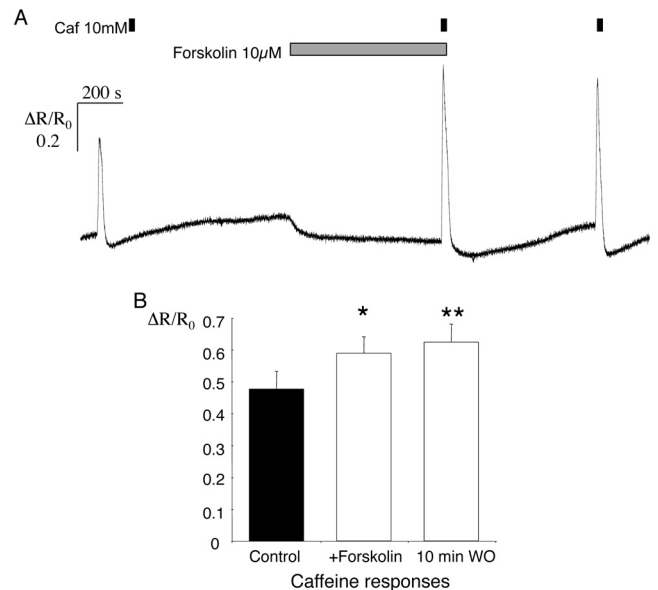 A
Caf 10mM
Forskolin 10µM
200 s
ΔR/R0
0.2
B
ΔR/R0
0.7
0.6
0.5
0.4
0.3
0.2
0.1
0
* **
Control +Forskolin 10 min WO
Caffeine responses